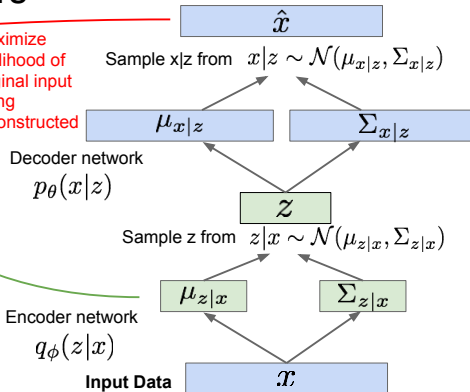 x̂
Sample x|z from x|z ∼ 𝒩(μ_{x|z}, Σ_{x|z})
μ_{x|z} Σ_{x|z}
Decoder network
p_θ(x|z)
z
Sample z from z|x ∼ 𝒩(μ_{z|x}, Σ_{z|x})
μ_{z|x} Σ_{z|x}
Encoder network
q_ϕ(z|x)
Input Data x